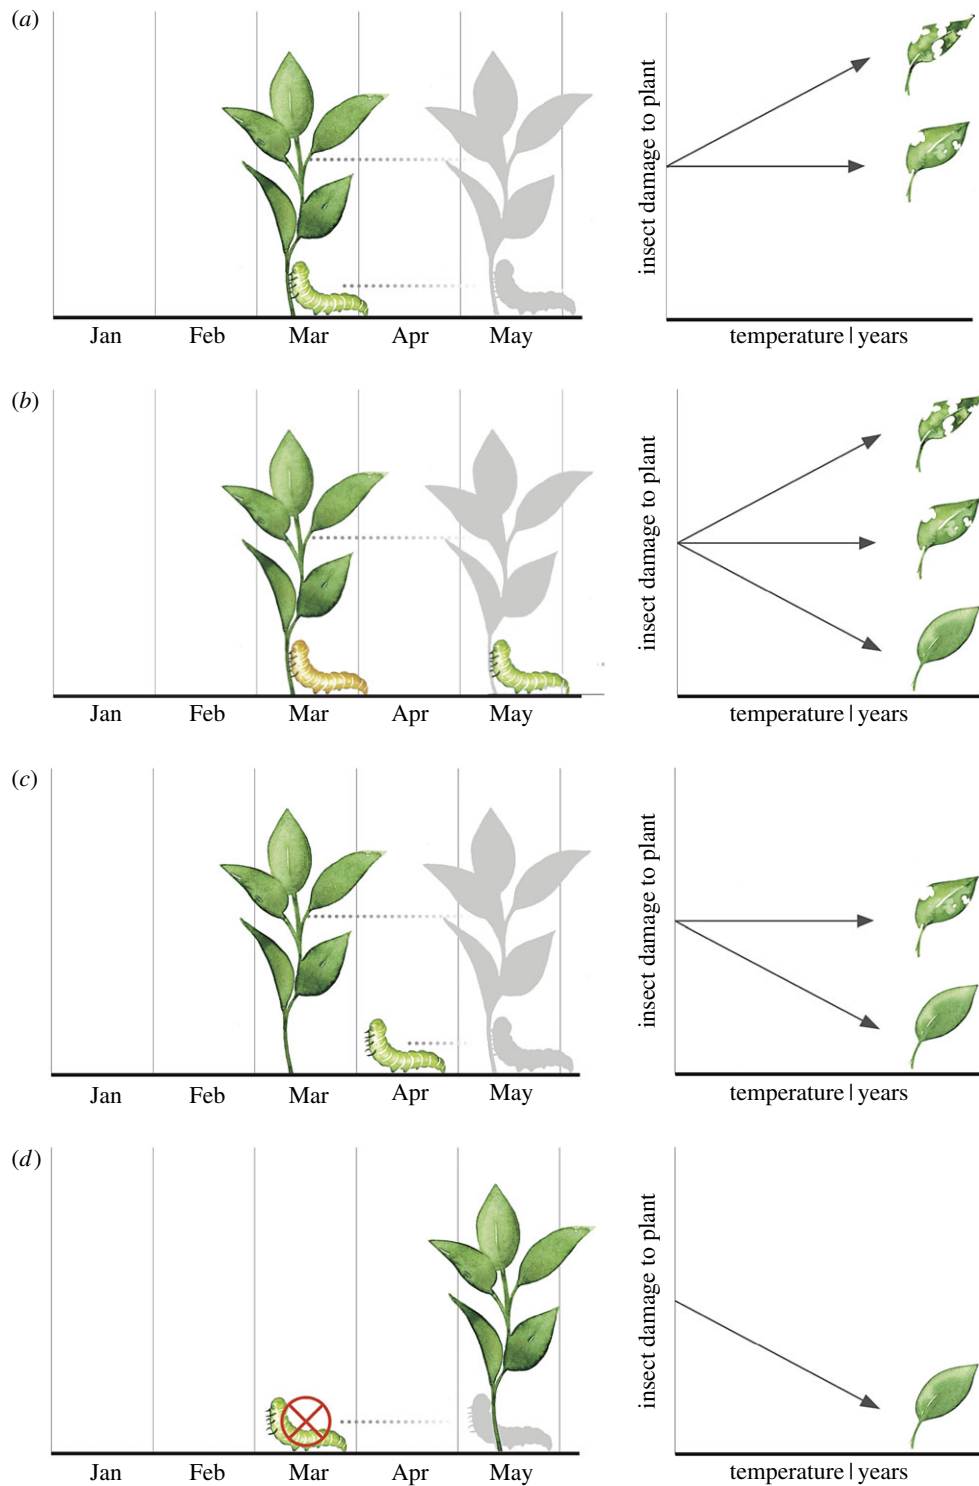 (a)
insect damage to plant
Jan Feb Mar Apr May
temperature | years
(b)
insect damage to plant
Jan Feb Mar Apr May
temperature | years
(c)
insect damage to plant
Jan Feb Mar Apr May
temperature | years
(d)
insect damage to plant
Jan Feb Mar Apr May
temperature | years